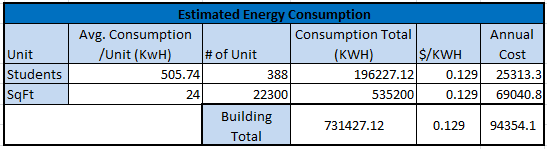 Estimated Energy Consumption
Avg. Consumption Consumption Total Annual
Unit /Unit (KwH) # of Unit (KWH) $/KWH Cost
Students 505.74 388 196227.12 0.129 25313.3
SqFt 24 22300 535200 0.129 69040.8
Building
Total 731427.12 0.129 94354.1